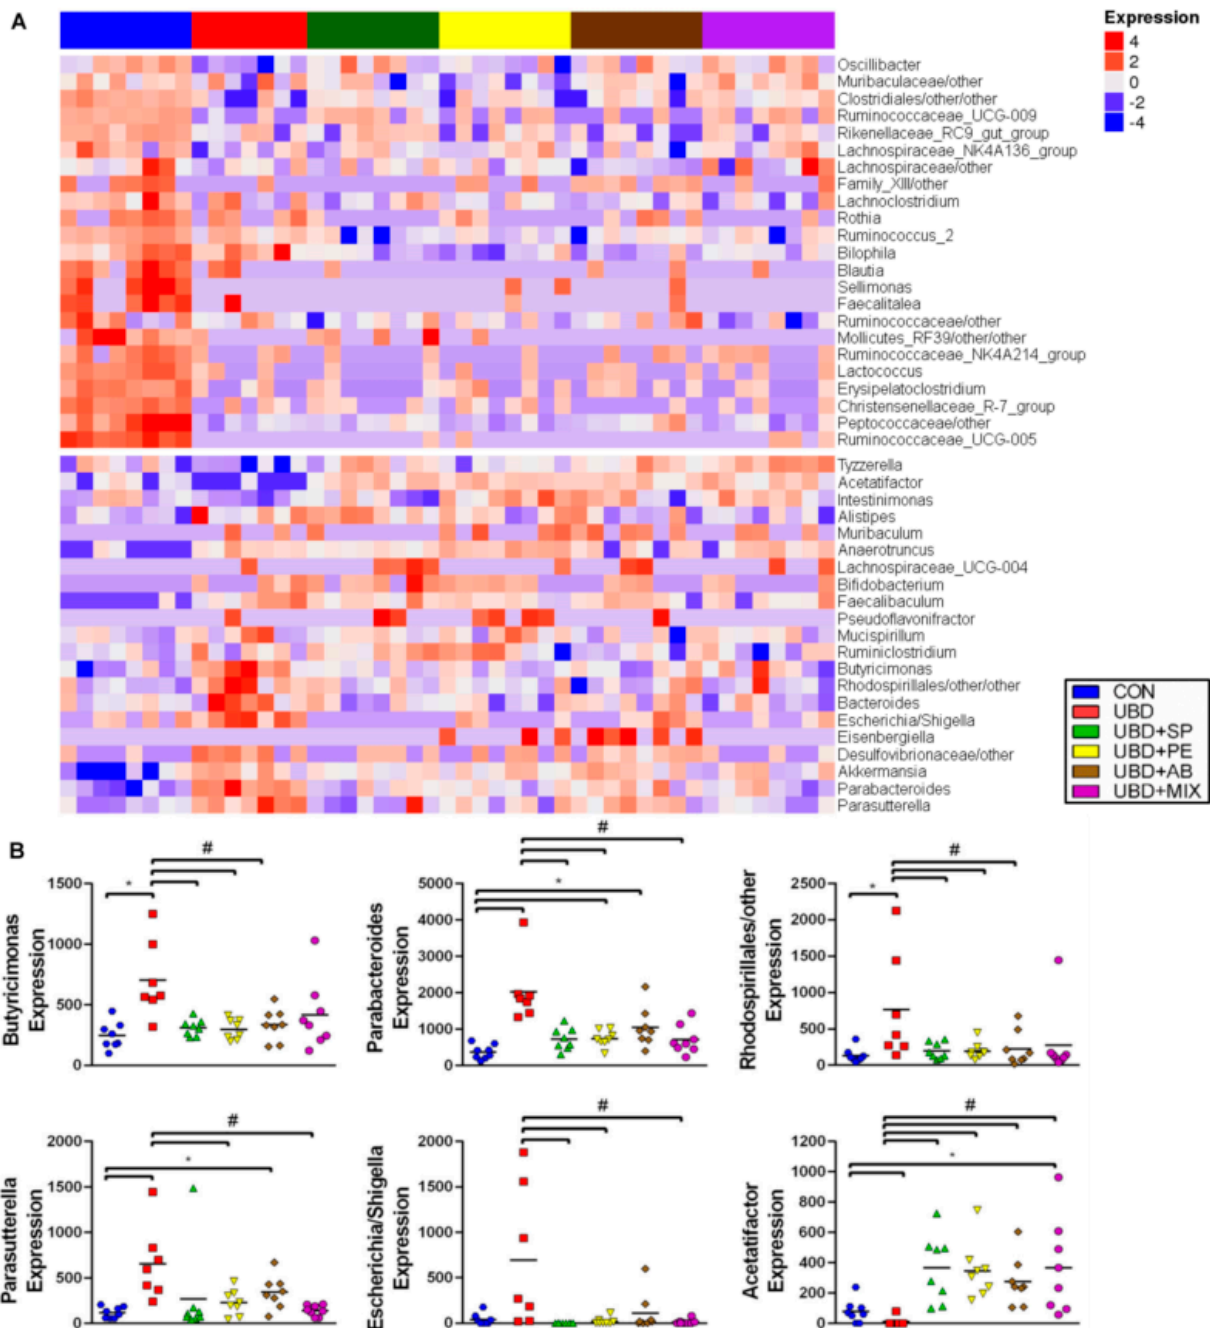 A
Expression
4
2
0
-2
-4
Oscillibacter
Muribaculaceae/other
Clostridiales/other/other
Ruminococcaceae_UCG-009
Rikenellaceae_RC9_gut_group
Lachnospiraceae_NK4A136_group
Lachnospiraceae/other
Family_XIII/other
Lachnoclostridium
Rothia
Ruminococcus_2
Bilophila
Blautia
Sellimonas
Faecalitalea
Ruminococcaceae/other
Mollicutes_RF39/other/other
Ruminococcaceae_NK4A214_group
Lactococcus
Erysipelatoclostridium
Christensenellaceae_R-7_group
Peptococcaceae/other
Ruminococcaceae_UCG-005
Tyzzerella
Acetatifactor
Intestinimonas
Alistipes
Muribaculum
Anaerotruncus
Lachnospiraceae_UCG-004
Bifidobacterium
Faecalibaculum
Pseudoflavonifractor
Mucispirillum
Ruminiclostridium
Butyricimonas
Rhodospirillales/other/other
Bacteroides
Escherichia/Shigella
Eisenbergiella
Desulfovibrionaceae/other
Akkermansia
Parabacteroides
Parasutterella
CON
UBD
UBD+SP
UBD+PE
UBD+AB
UBD+MIX
B
Butyricimonas
Expression
1500
1000
500
0
*
#
Parabacteroides
Expression
5000
4000
3000
2000
1000
0
*
#
Rhodospirillales/other
Expression
2500
2000
1500
1000
500
0
*
#
Parasutterella
Expression
2000
1500
1000
500
0
*
#
Escherichia/Shigella
Expression
2000
1500
1000
500
0
#
Acetatifactor
Expression
1200
1000
800
600
400
200
0
*
#